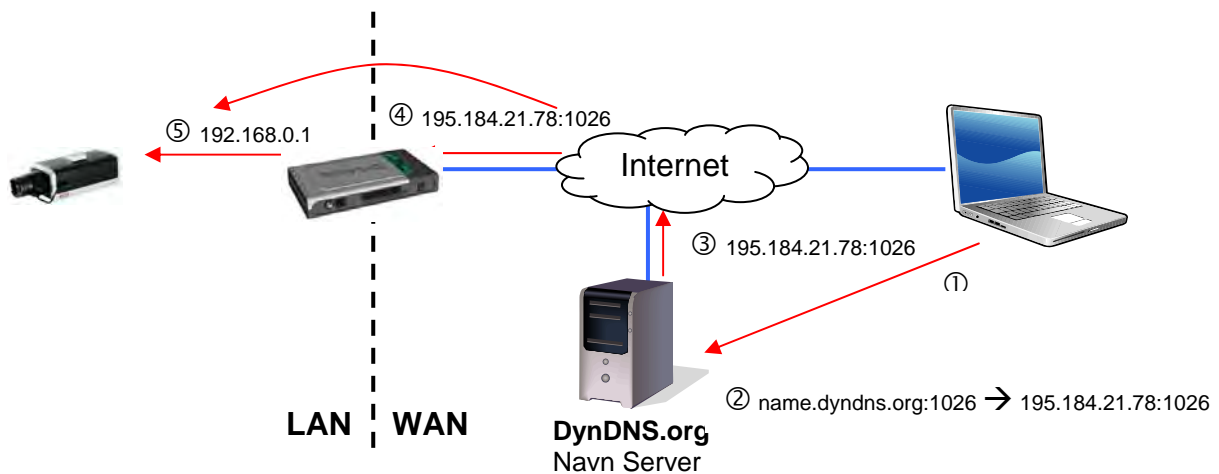 ④ 195.184.21.78:1026
⑤ 192.168.0.1
Internet
③ 195.184.21.78:1026
①
② name.dyndns.org:1026 → 195.184.21.78:1026
LAN WAN
DynDNS.org
Navn Server